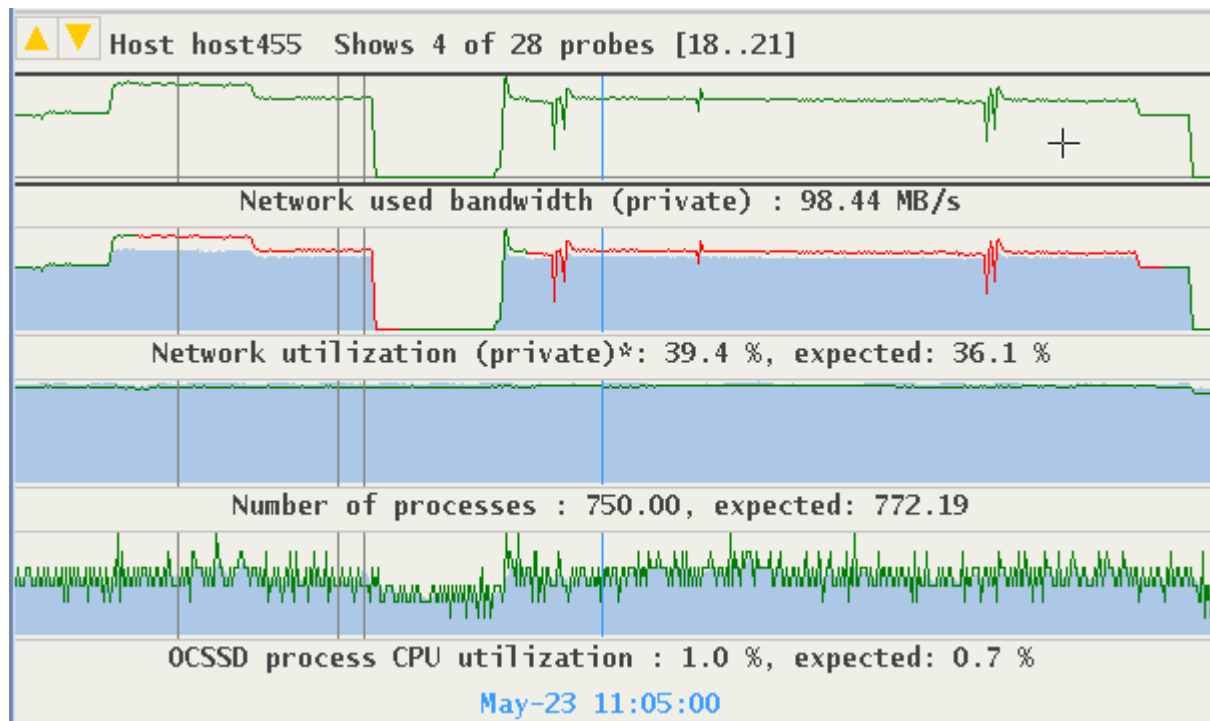 Host host455 Shows 4 of 28 probes [18..21]
Network used bandwidth (private) : 98.44 MB/s
Network utilization (private)*: 39.4 %, expected: 36.1 %
Number of processes : 750.00, expected: 772.19
OCSSD process CPU utilization : 1.0 %, expected: 0.7 %
May-23 11:05:00